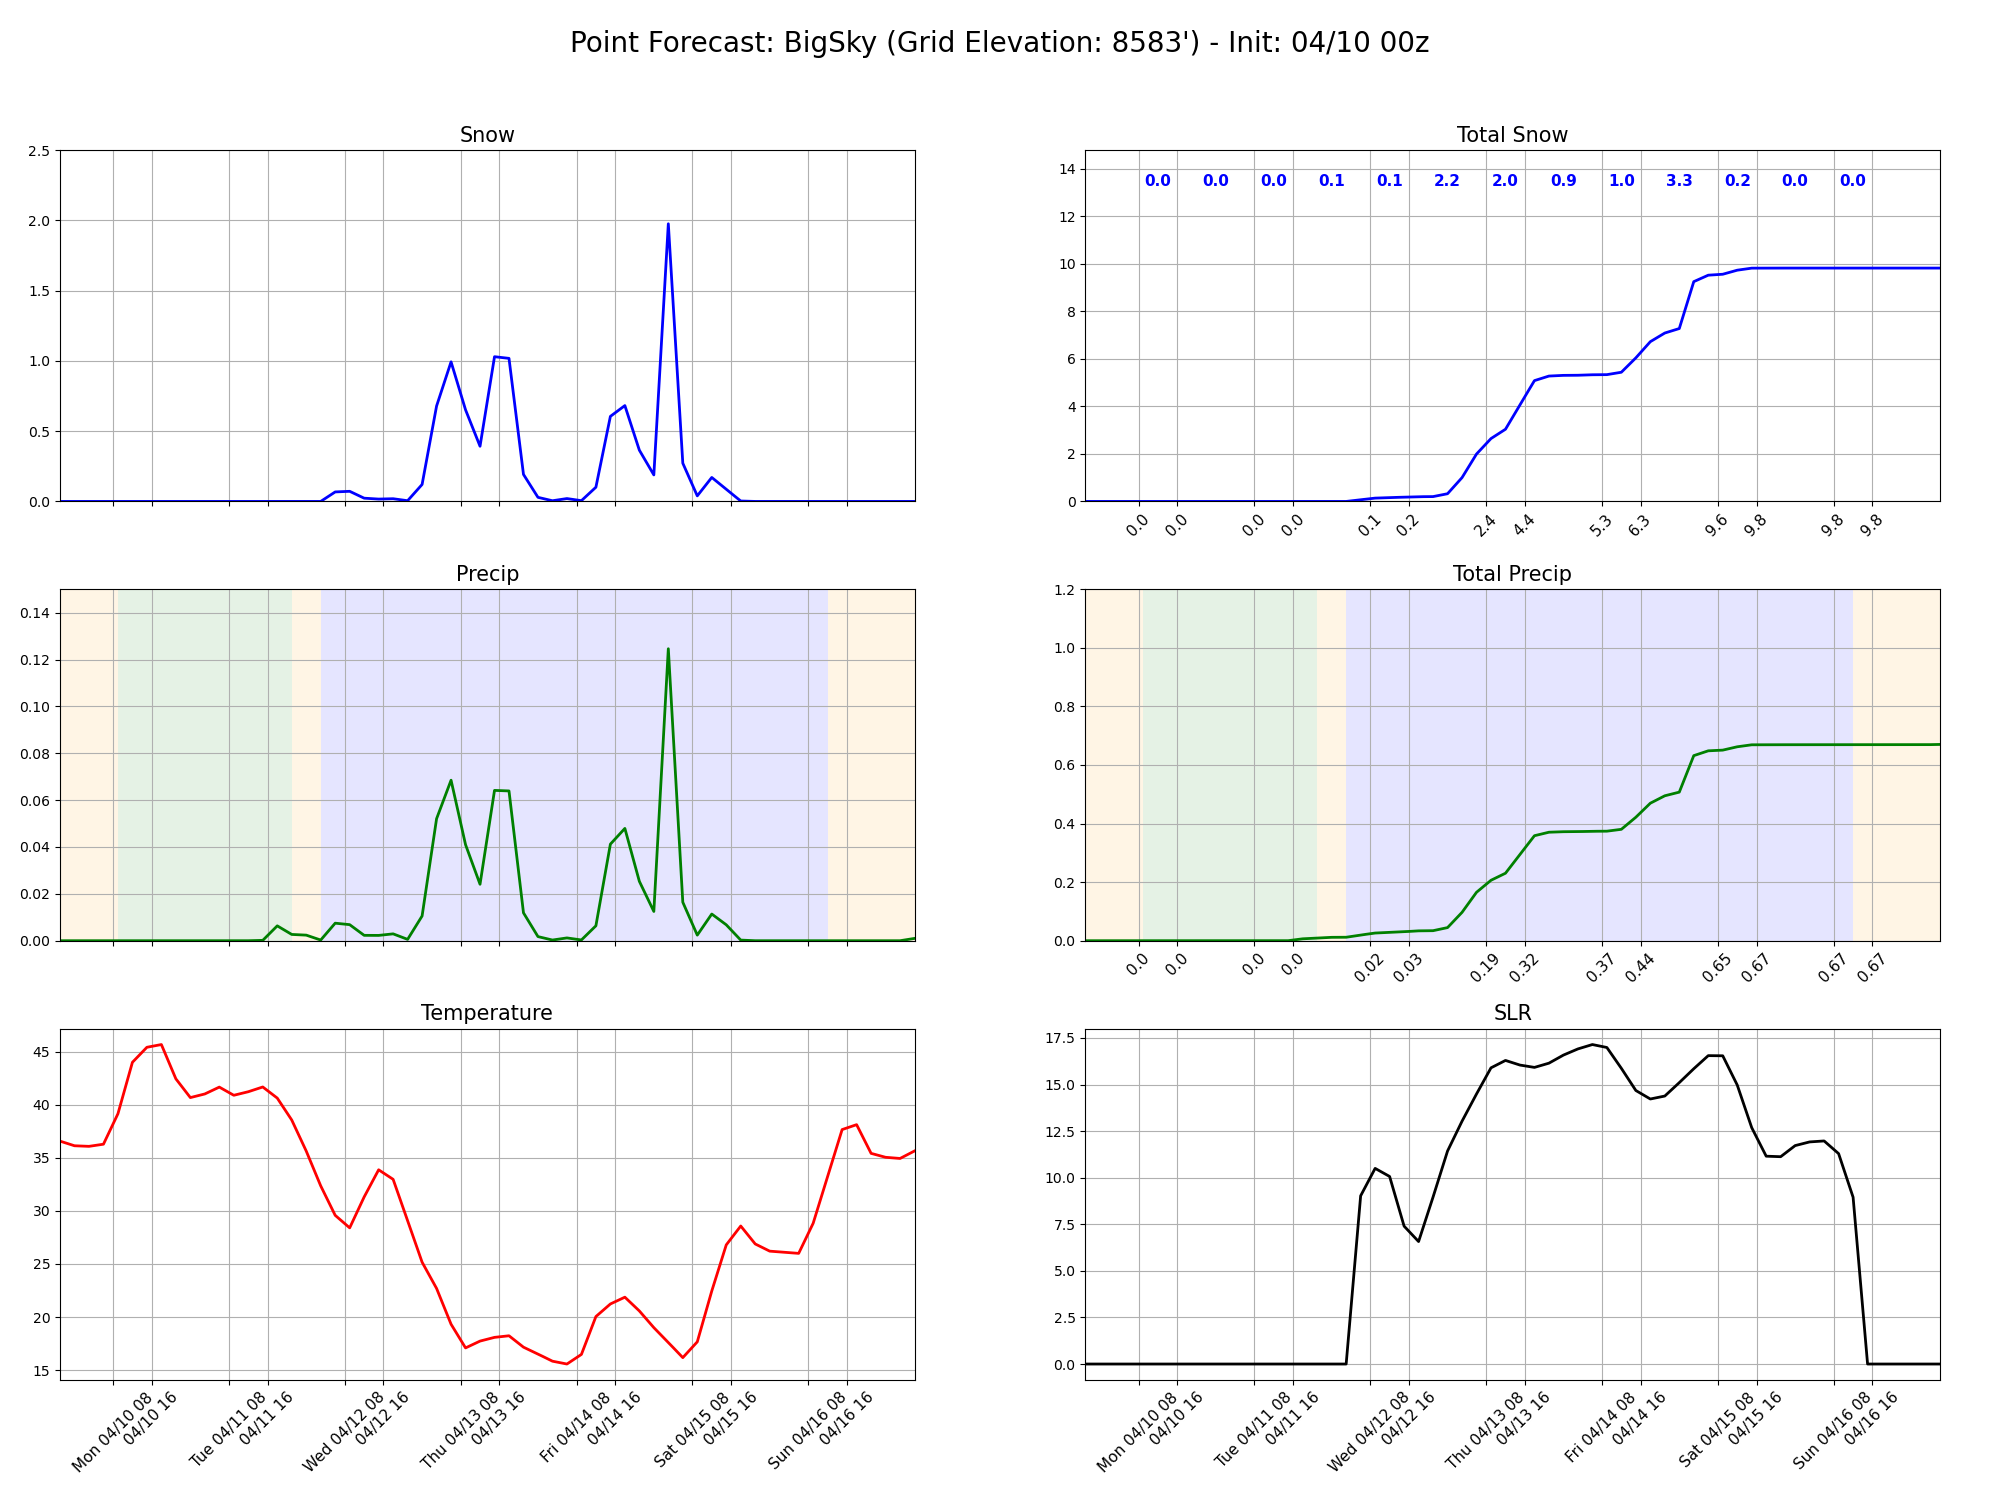 Point Forecast: BigSky (Grid Elevation: 8583') - Init: 04/10 00z
Snow
2.5
2.0
1.5
1.0
0.5
0.0
Total Snow
14
12
10
8
6
4
2
0
0.0 0.0 0.0 0.1 0.1 2.2 2.0 0.9 1.0 3.3 0.2 0.0 0.0
0.0 0.0 0.0 0.0 0.1 0.2 2.4 4.4 5.3 6.3 9.6 9.8 9.8 9.8
Precip
0.14
0.12
0.10
0.08
0.06
0.04
0.02
0.00
Total Precip
1.2
1.0
0.8
0.6
0.4
0.2
0.0
0.0 0.0 0.0 0.0 0.02 0.03 0.19 0.32 0.37 0.44 0.65 0.67 0.67 0.67
Temperature
45
40
35
30
25
20
15
Mon 04/10 08
04/10 16
Tue 04/11 08
04/11 16
Wed 04/12 08
04/12 16
Thu 04/13 08
04/13 16
Fri 04/14 08
04/14 16
Sat 04/15 08
04/15 16
Sun 04/16 08
04/16 16
SLR
17.5
15.0
12.5
10.0
7.5
5.0
2.5
0.0
Mon 04/10 08
04/10 16
Tue 04/11 08
04/11 16
Wed 04/12 08
04/12 16
Thu 04/13 08
04/13 16
Fri 04/14 08
04/14 16
Sat 04/15 08
04/15 16
Sun 04/16 08
04/16 16